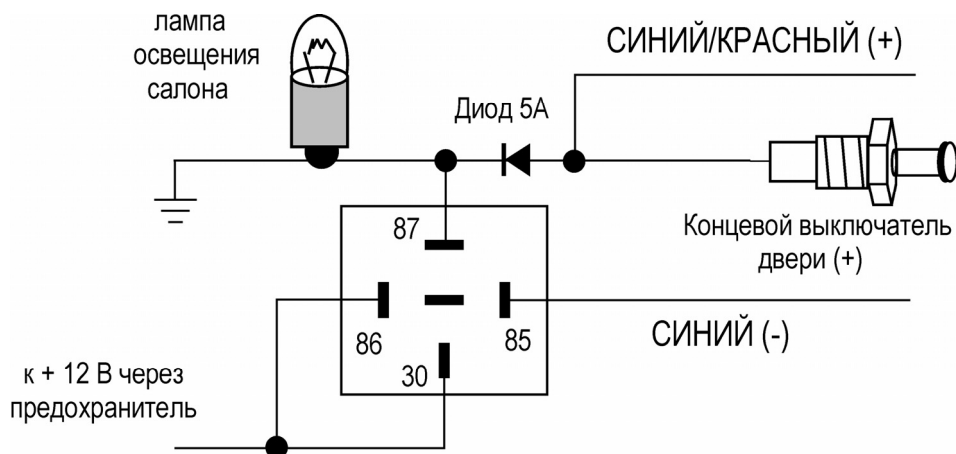 лампа
освещения
салона
СИНИЙ/КРАСНЫЙ (+)
Диод 5А
Концевой выключатель
двери (+)
87
86
85
30
СИНИЙ (-)
к + 12 В через
предохранитель